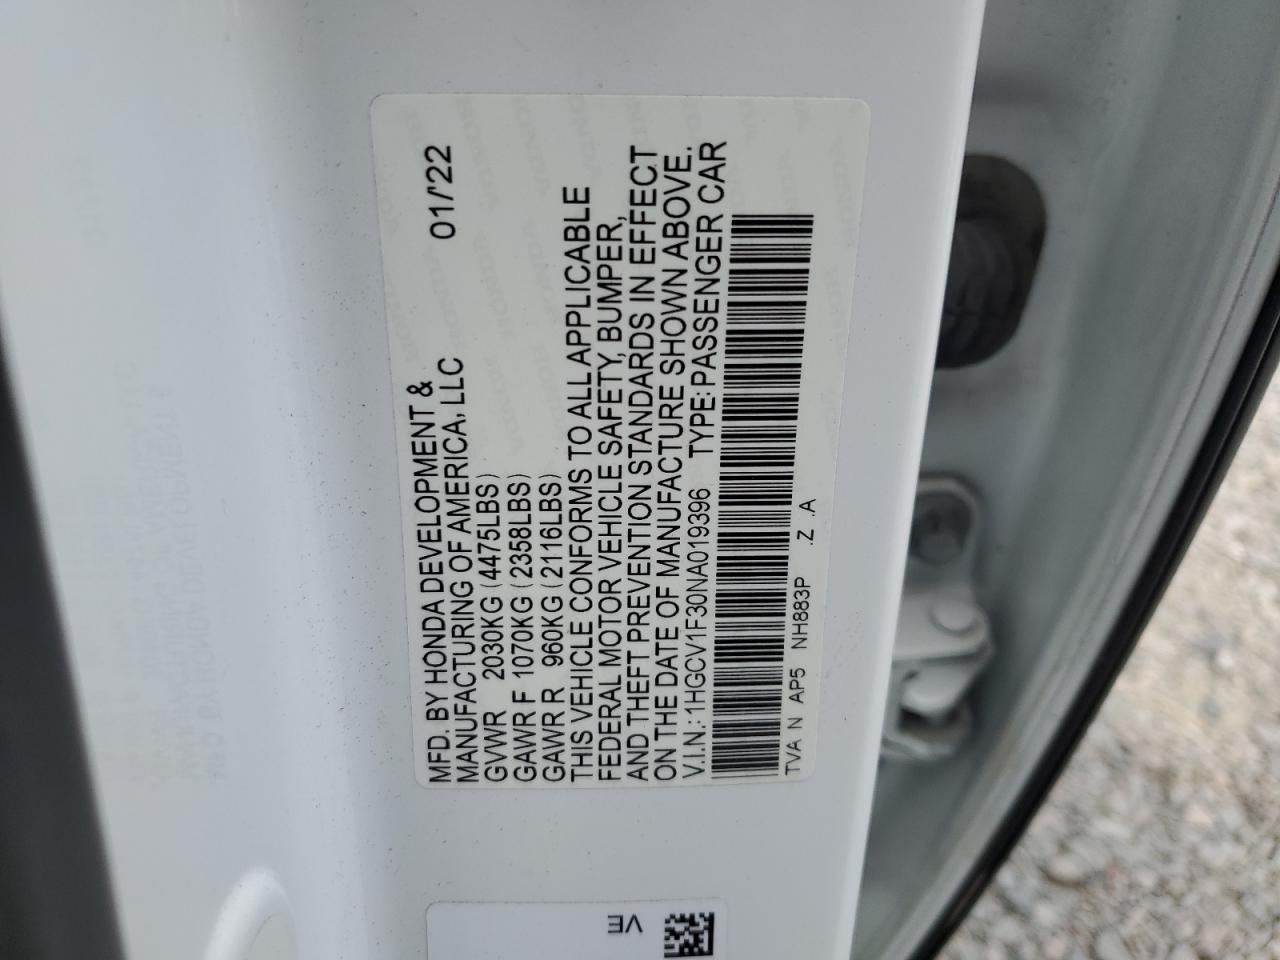 MFD. BY HONDA DEVELOPMENT & 01/'22
MANUFACTURING OF AMERICA, LLC
GVWR 2030KG (4475LBS)
GAWR F 1070KG (2358LBS)
GAWR R 960KG (2116LBS)
THIS VEHICLE CONFORMS TO ALL APPLICABLE
FEDERAL MOTOR VEHICLE SAFETY, BUMPER,
AND THEFT PREVENTION STANDARDS IN EFFECT
ON THE DATE OF MANUFACTURE SHOWN ABOVE.
V.I.N.: 1HGCV1F30NA019396 TYPE: PASSENGER CAR
TVA N AP5 NH883P .Z .A
VE